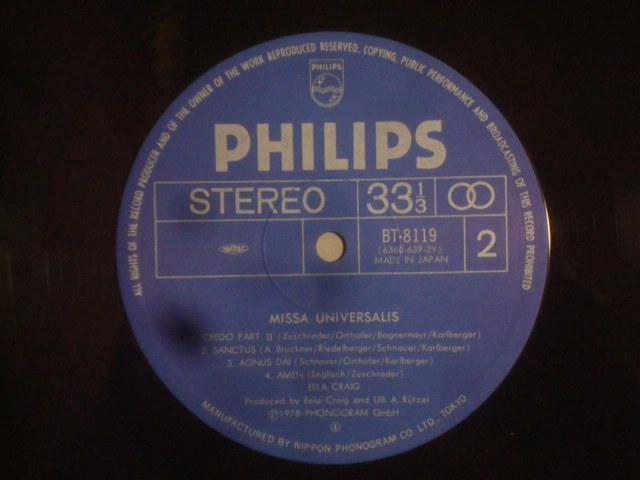 ALL RIGHTS OF THE RECORD PRODUCER AND OF THE OWNER OF THE WORK REPRODUCED RESERVED. COPYING, PUBLIC PERFORMANCE AND BROADCASTING OF THIS RECORD PROHIBITED
PHILIPS
PHILIPS
STEREO 33⅓
BT-8119
(6360-639-2Y)
MADE IN JAPAN
2
MISSA UNIVERSALIS
CREDO PART II (Zuschrader/Orthofer/Bognermayr/Karlberger)
2. SANCTUS (A. Bruckner/Riedelberger/Schnauer/Karlberger)
3. AGNUS DAI (Schnauer/Orthofer/Karlberger)
4. AMEN (Englach/Zuschrader)
EELA CRAIG
Produced by Eela-Craig and Ulli A. Rützel
Ⓟ1978 PHONOGRAM GmbH
MANUFACTURED BY NIPPON PHONOGRAM CO. LTD., TOKYO